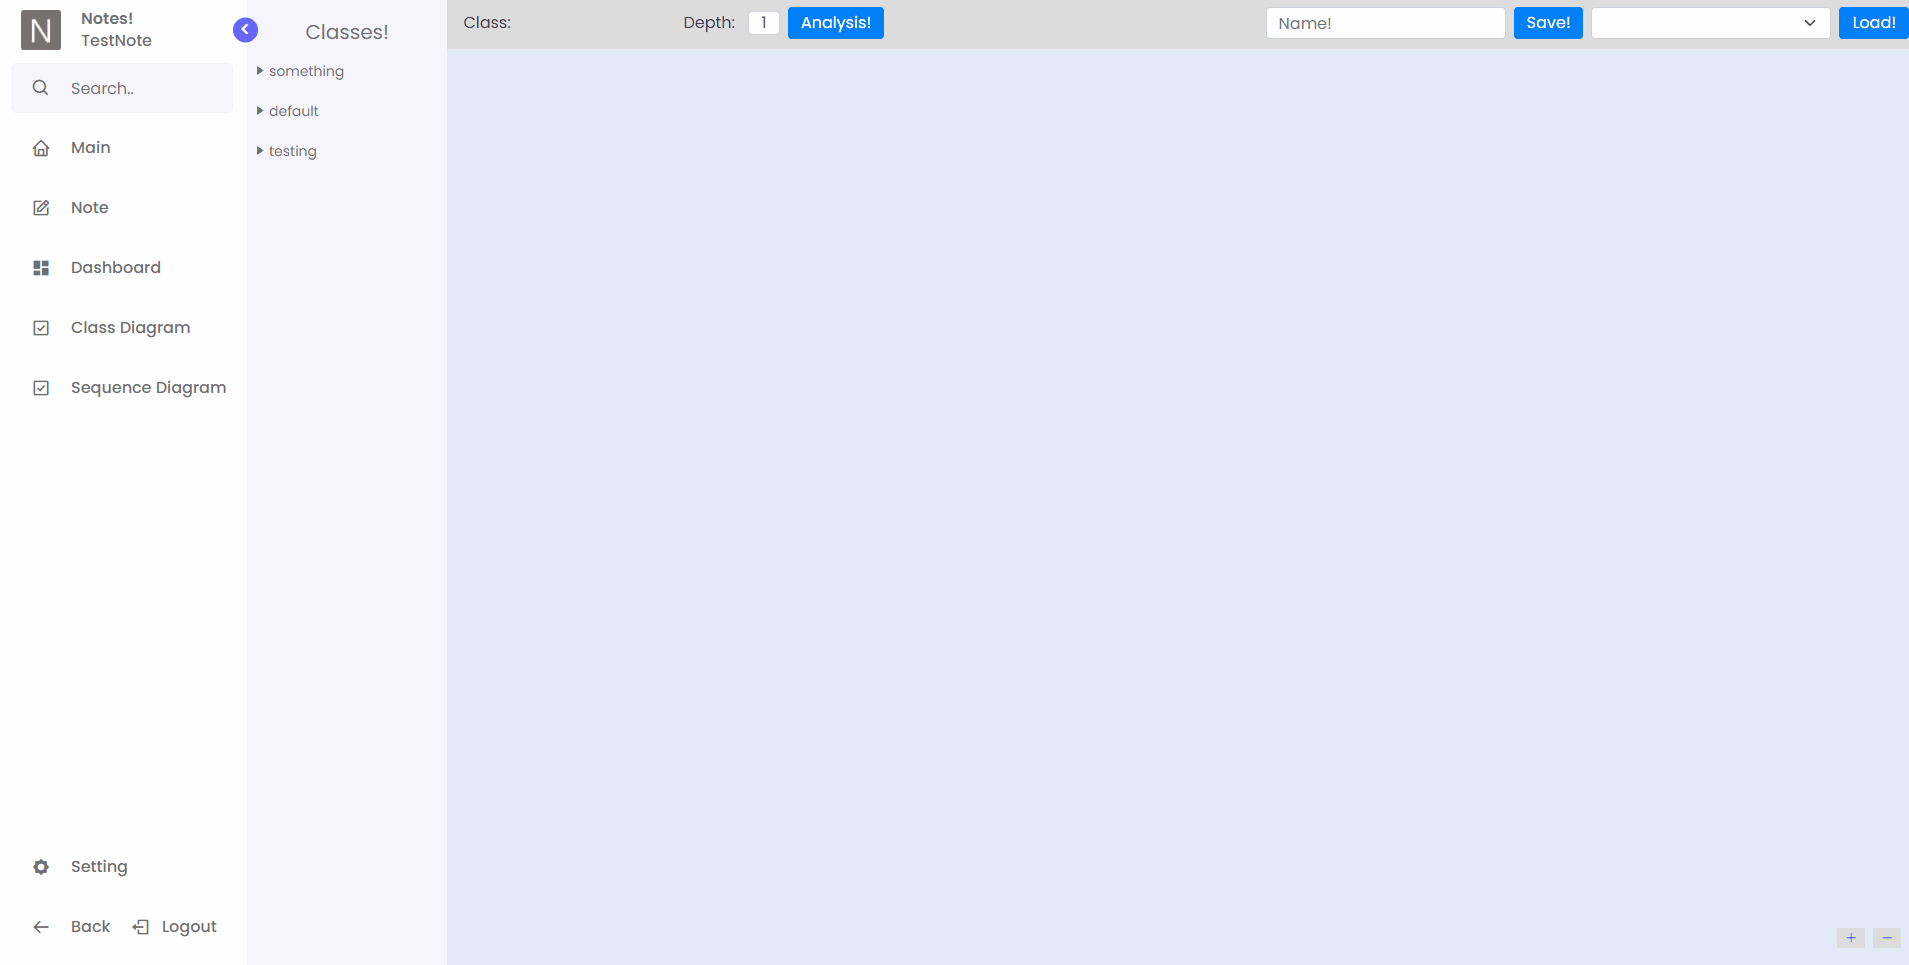 N
Notes!
TestNote
Search..
Main
Note
Dashboard
Class Diagram
Sequence Diagram
Setting
Back Logout
Classes!
something
default
testing
Class: Depth: 1 Analysis! Name! Save! Load!
+ −